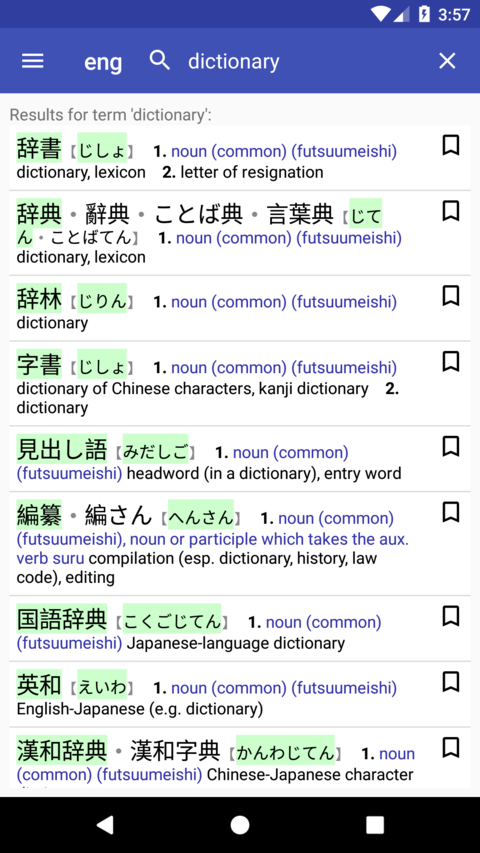 3:57
eng dictionary
Results for term 'dictionary':
辞書 [じしょ] 1. noun (common) (futsuumeishi)
dictionary, lexicon 2. letter of resignation
辞典・辭典・ことば典・言葉典 [じて
ん・ことばてん] 1. noun (common) (futsuumeishi)
dictionary, lexicon
辞林 [じりん] 1. noun (common) (futsuumeishi)
dictionary
字書 [じしょ] 1. noun (common) (futsuumeishi)
dictionary of Chinese characters, kanji dictionary 2.
dictionary
見出し語 [みだしご] 1. noun (common)
(futsuumeishi) headword (in a dictionary), entry word
編纂・編さん [へんさん] 1. noun (common)
(futsuumeishi), noun or participle which takes the aux.
verb suru compilation (esp. dictionary, history, law
code), editing
国語辞典 [こくごじてん] 1. noun (common)
(futsuumeishi) Japanese-language dictionary
英和 [えいわ] 1. noun (common) (futsuumeishi)
English-Japanese (e.g. dictionary)
漢和辞典・漢和字典 [かんわじてん] 1. noun
(common) (futsuumeishi) Chinese-Japanese character